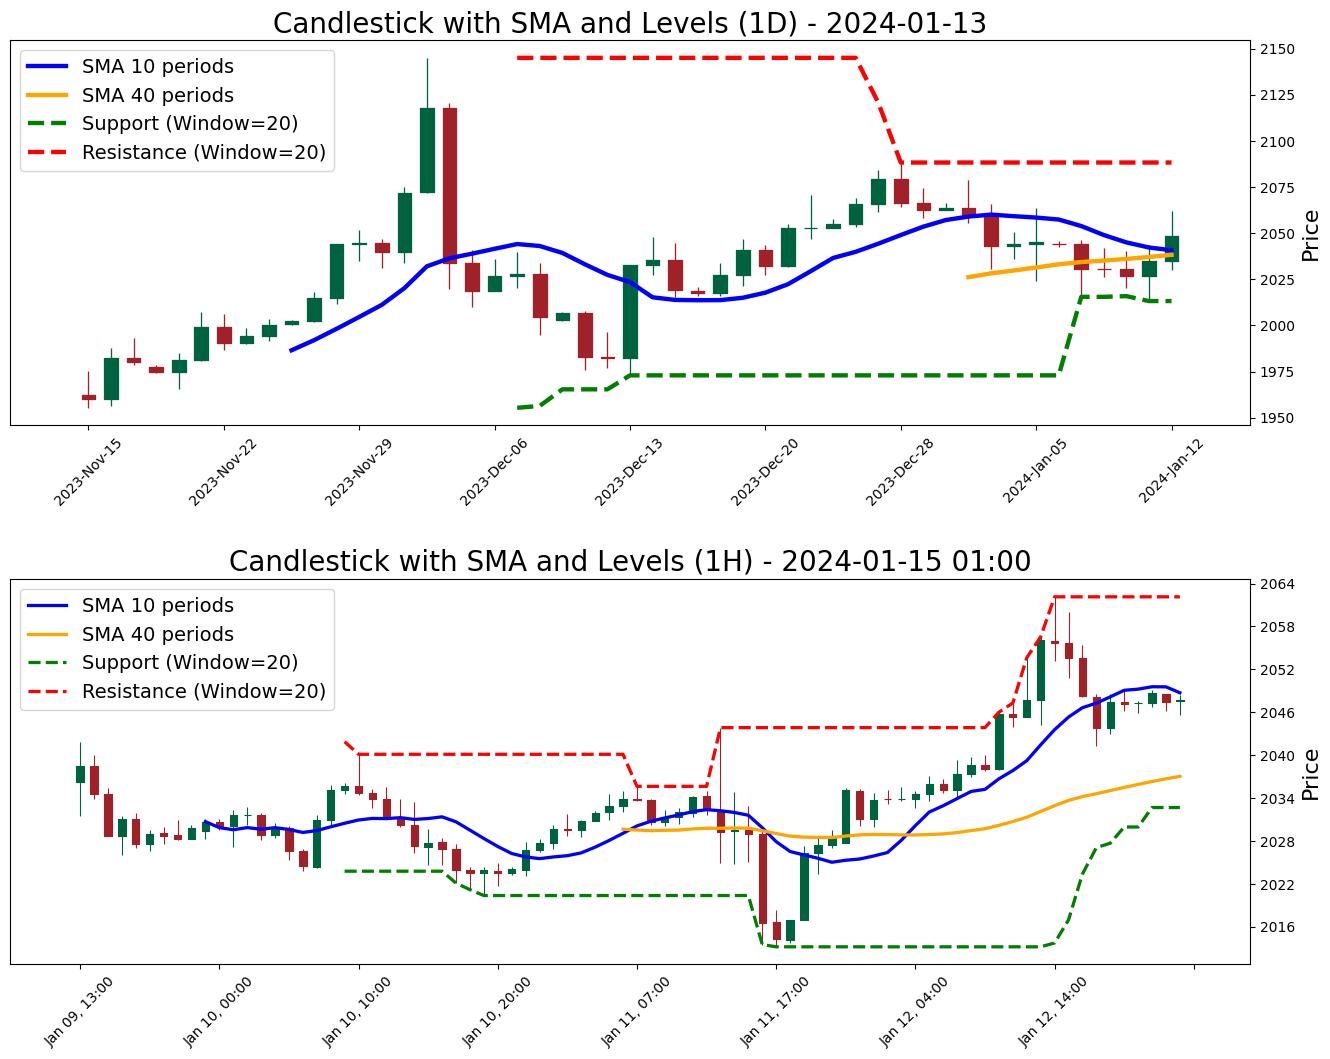 Candlestick with SMA and Levels (1D) - 2024-01-13
SMA 10 periods
SMA 40 periods
Support (Window=20)
Resistance (Window=20)
2150
2125
2100
2075
2050
2025
2000
1975
1950
Price
2023-Nov-15
2023-Nov-22
2023-Nov-29
2023-Dec-06
2023-Dec-13
2023-Dec-20
2023-Dec-28
2024-Jan-05
2024-Jan-12
Candlestick with SMA and Levels (1H) - 2024-01-15 01:00
SMA 10 periods
SMA 40 periods
Support (Window=20)
Resistance (Window=20)
2064
2058
2052
2046
2040
2034
2028
2022
2016
Price
Jan 09, 13:00
Jan 10, 00:00
Jan 10, 10:00
Jan 10, 20:00
Jan 11, 07:00
Jan 11, 17:00
Jan 12, 04:00
Jan 12, 14:00